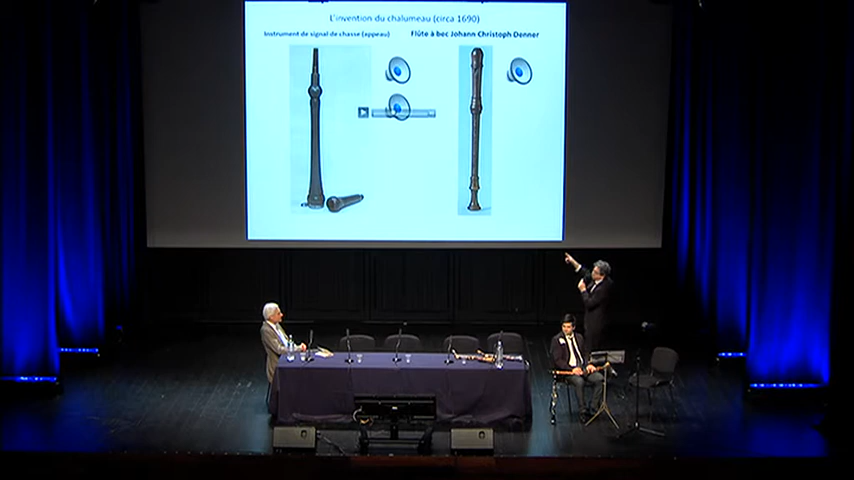 L'invention du chalumeau (circa 1690)
Instrument de signal de chasse (appeau)
Flûte à bec Johann Christoph Denner